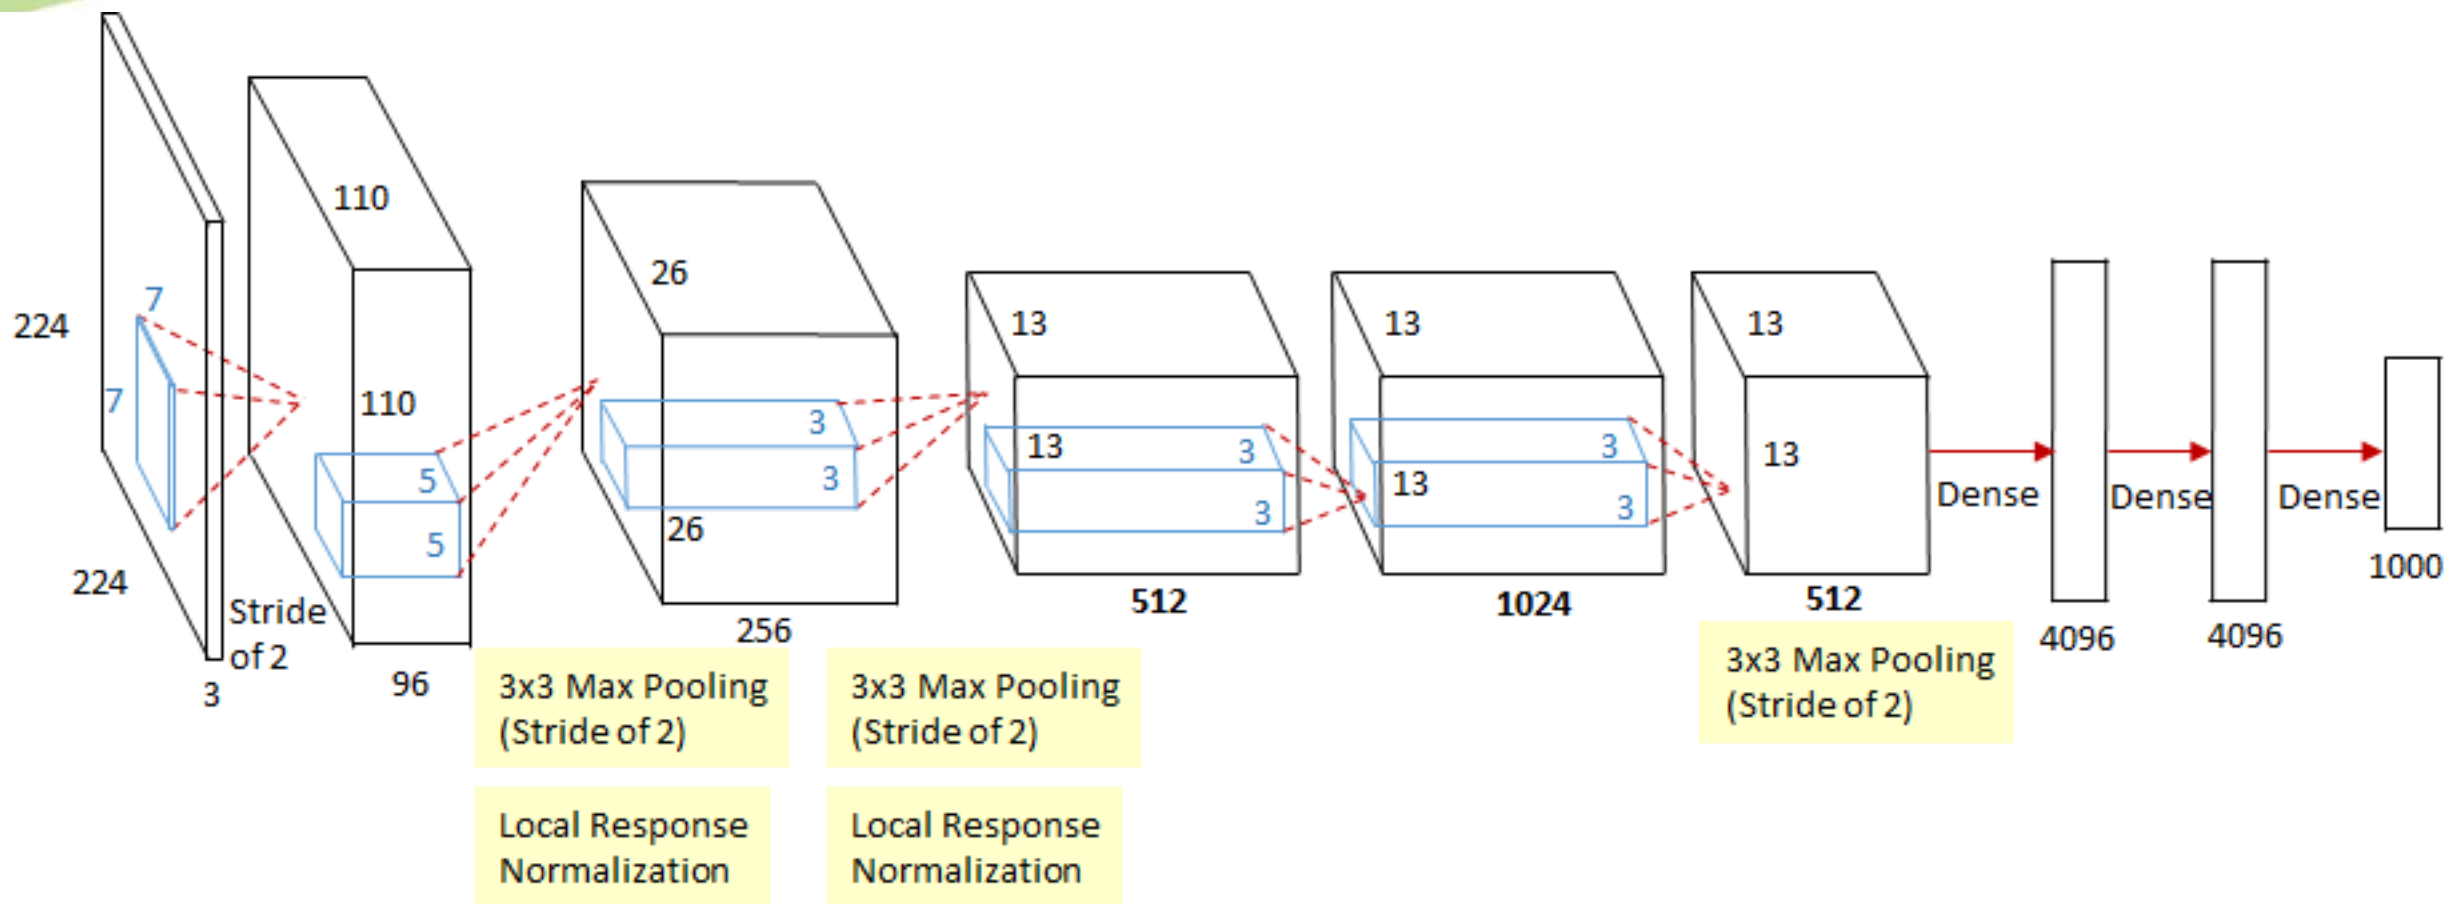 224
224
7
7
3
Stride
of 2
110
110
5
5
96
3x3 Max Pooling
(Stride of 2)
Local Response
Normalization
26
26
3
3
256
3x3 Max Pooling
(Stride of 2)
Local Response
Normalization
13
13
3
3
512
13
13
3
3
1024
13
13
512
3x3 Max Pooling
(Stride of 2)
Dense
4096
Dense
4096
Dense
1000